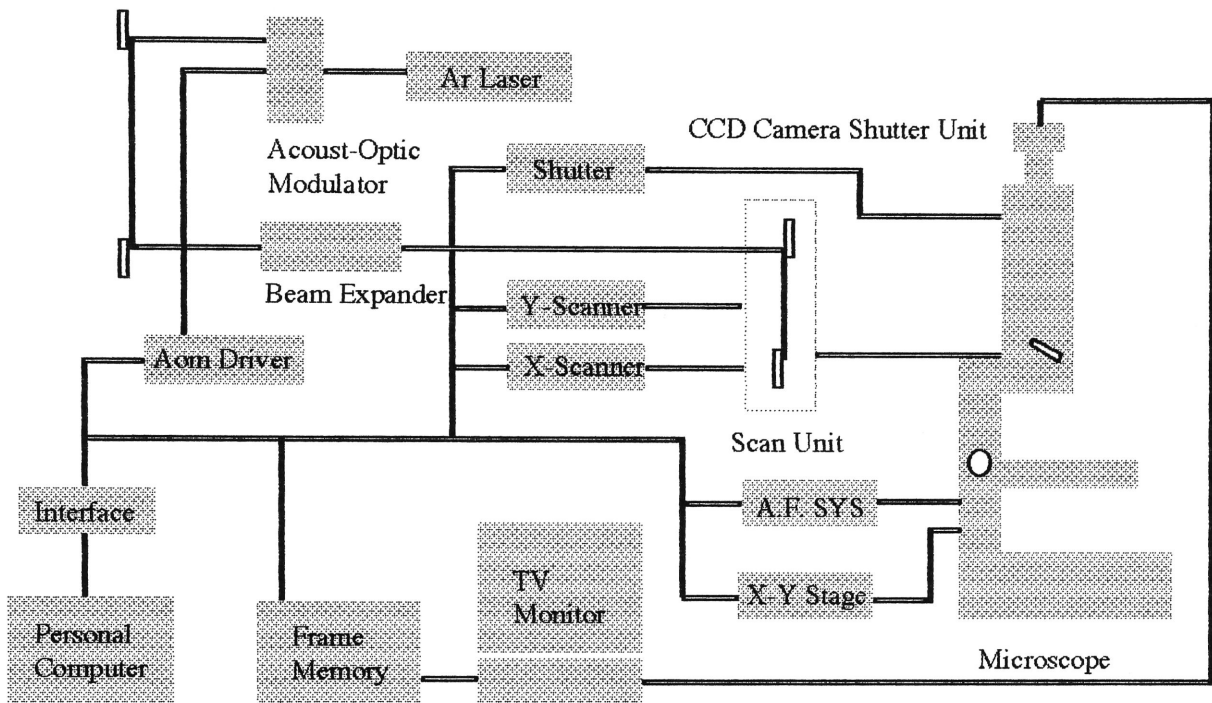 Ar Laser
CCD Camera Shutter Unit
Acoust-Optic
Modulator
Shutter
Beam Expander
Y-Scanner
Aom Driver
X-Scanner
Scan Unit
Interface
A.F. SYS
TV
Monitor
X-Y Stage
Personal
Computer
Frame
Memory
Microscope